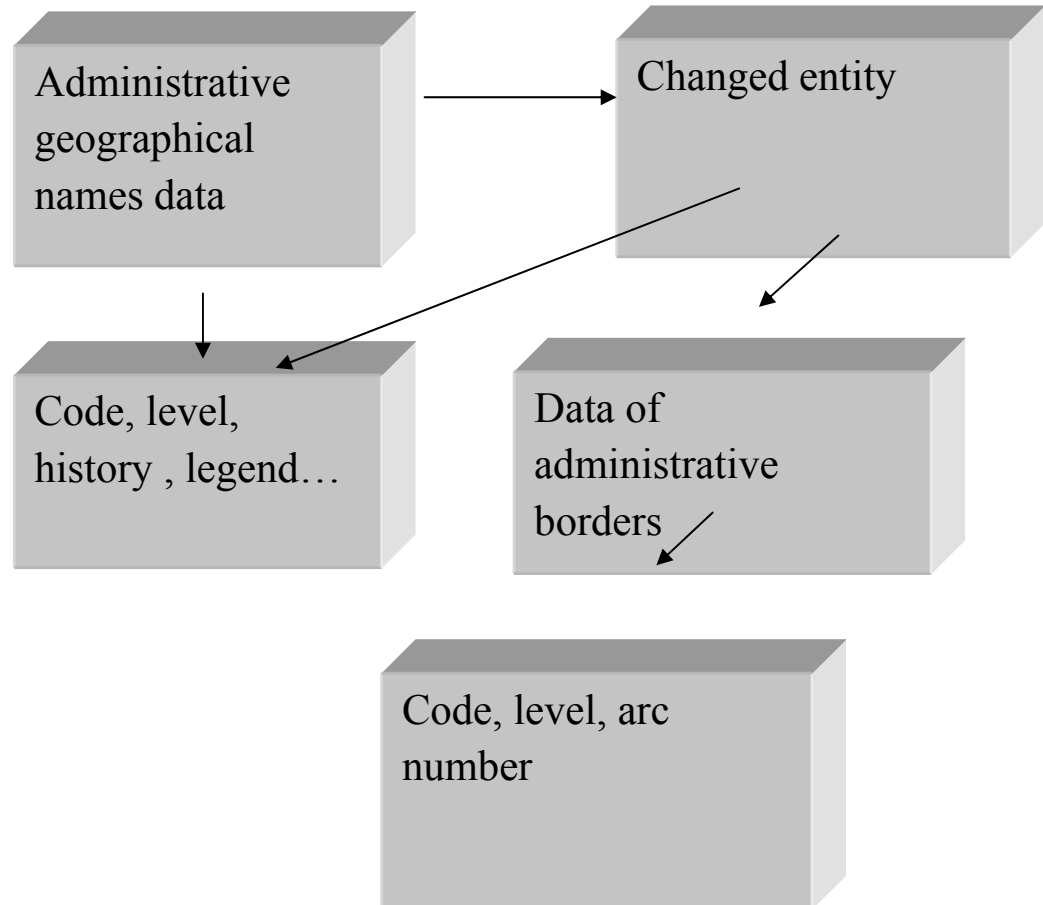 Administrative
geographical
names data
Changed entity
Code, level,
history , legend…
Data of
administrative
borders
Code, level, arc
number